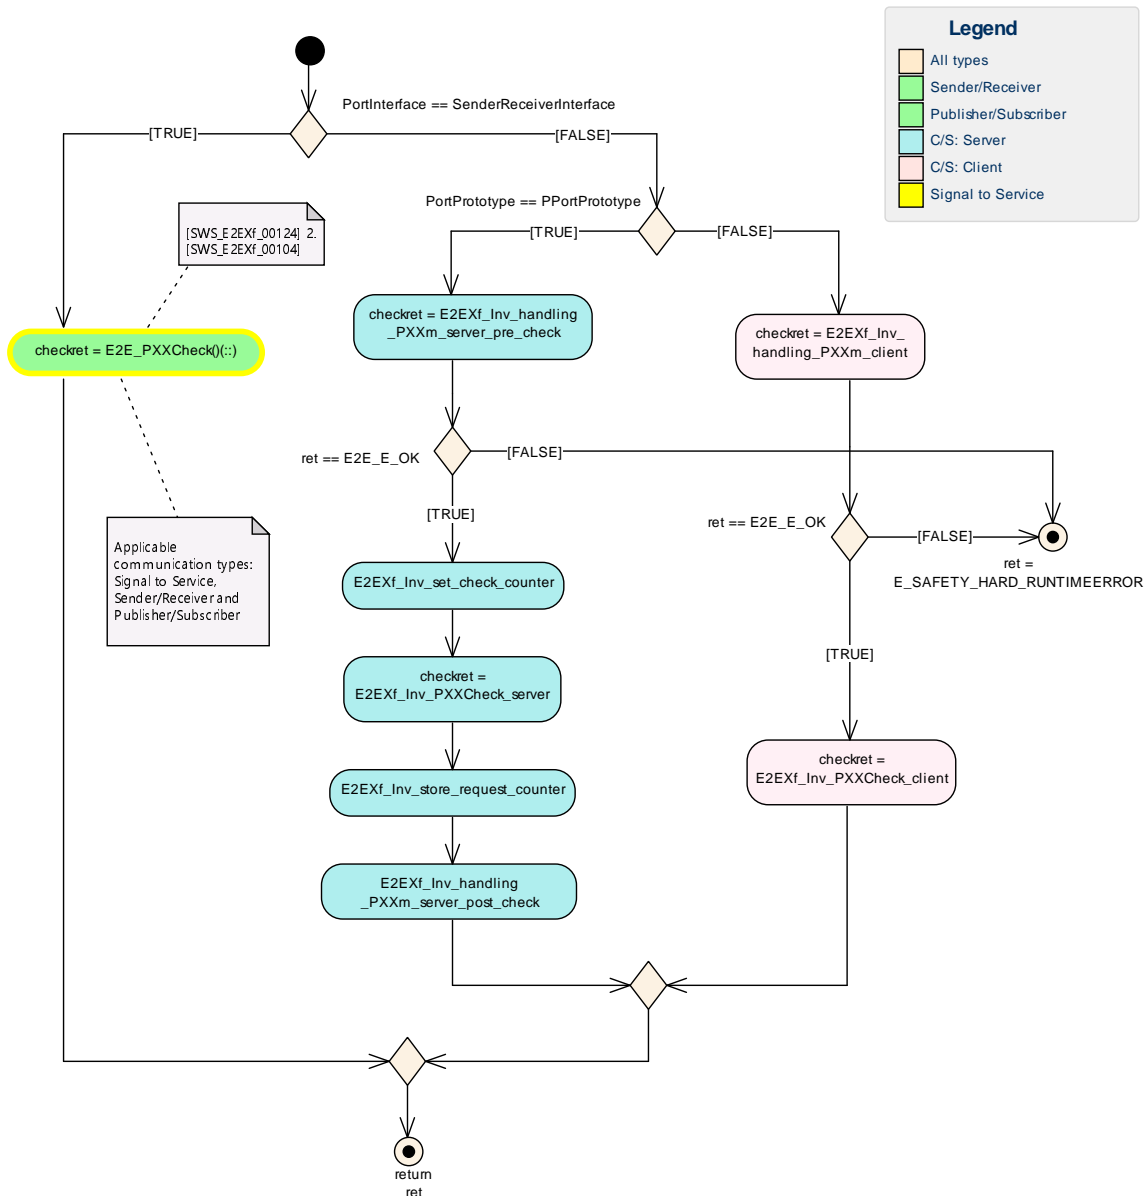 Legend
All types
Sender/Receiver
Publisher/Subscriber
C/S: Server
C/S: Client
Signal to Service
PortInterface == SenderReceiverInterface
[TRUE]
[FALSE]
PortPrototype == PPortPrototype
[TRUE]
[FALSE]
[SWS_E2EXf_00124] 2.
[SWS_E2EXf_00104]
checkret = E2E_PXXCheck()(::)
checkret = E2EXf_Inv_handling
_PXXm_server_pre_check
checkret = E2EXf_Inv_
handling_PXXm_client
ret == E2E_E_OK
[FALSE]
[TRUE]
ret == E2E_E_OK
[FALSE]
ret =
E_SAFETY_HARD_RUNTIMEERROR
Applicable
communication types:
Signal to Service,
Sender/Receiver and
Publisher/Subscriber
E2EXf_Inv_set_check_counter
[TRUE]
checkret =
E2EXf_Inv_PXXCheck_server
checkret =
E2EXf_Inv_PXXCheck_client
E2EXf_Inv_store_request_counter
E2EXf_Inv_handling
_PXXm_server_post_check
return
ret